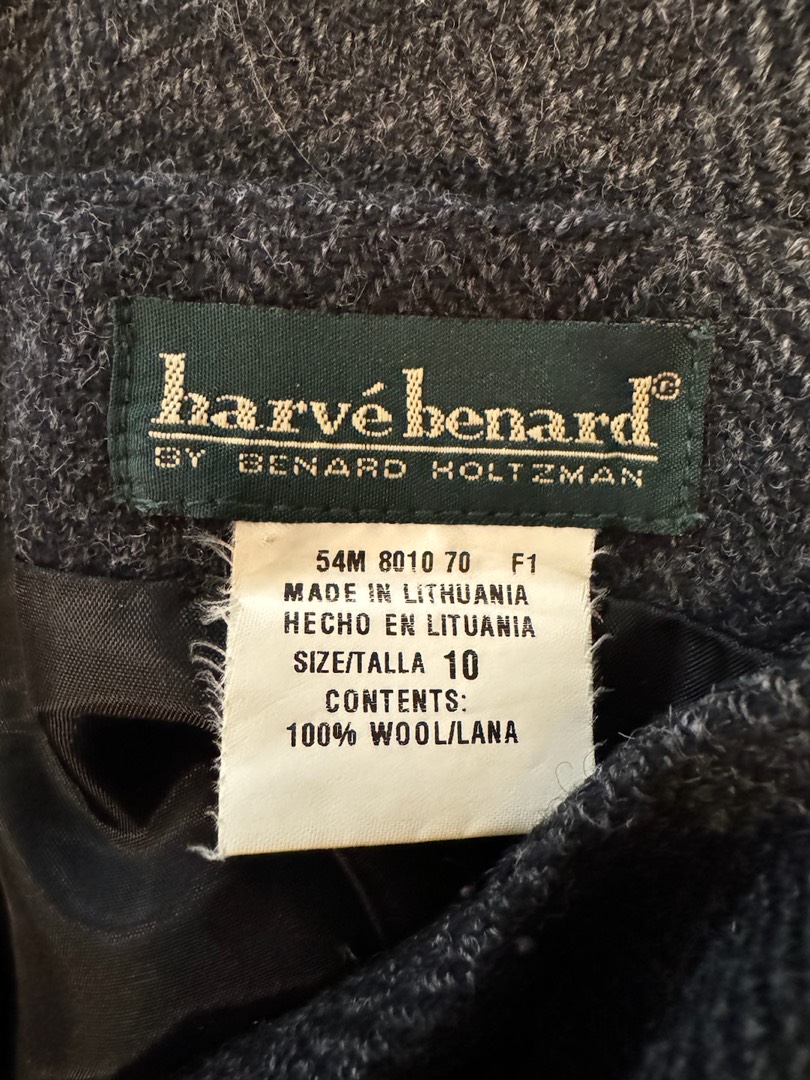 harvé benard®
BY BENARD HOLTZMAN
54M 8010 70 F1
MADE IN LITHUANIA
HECHO EN LITUANIA
SIZE/TALLA 10
CONTENTS:
100% WOOL/LANA